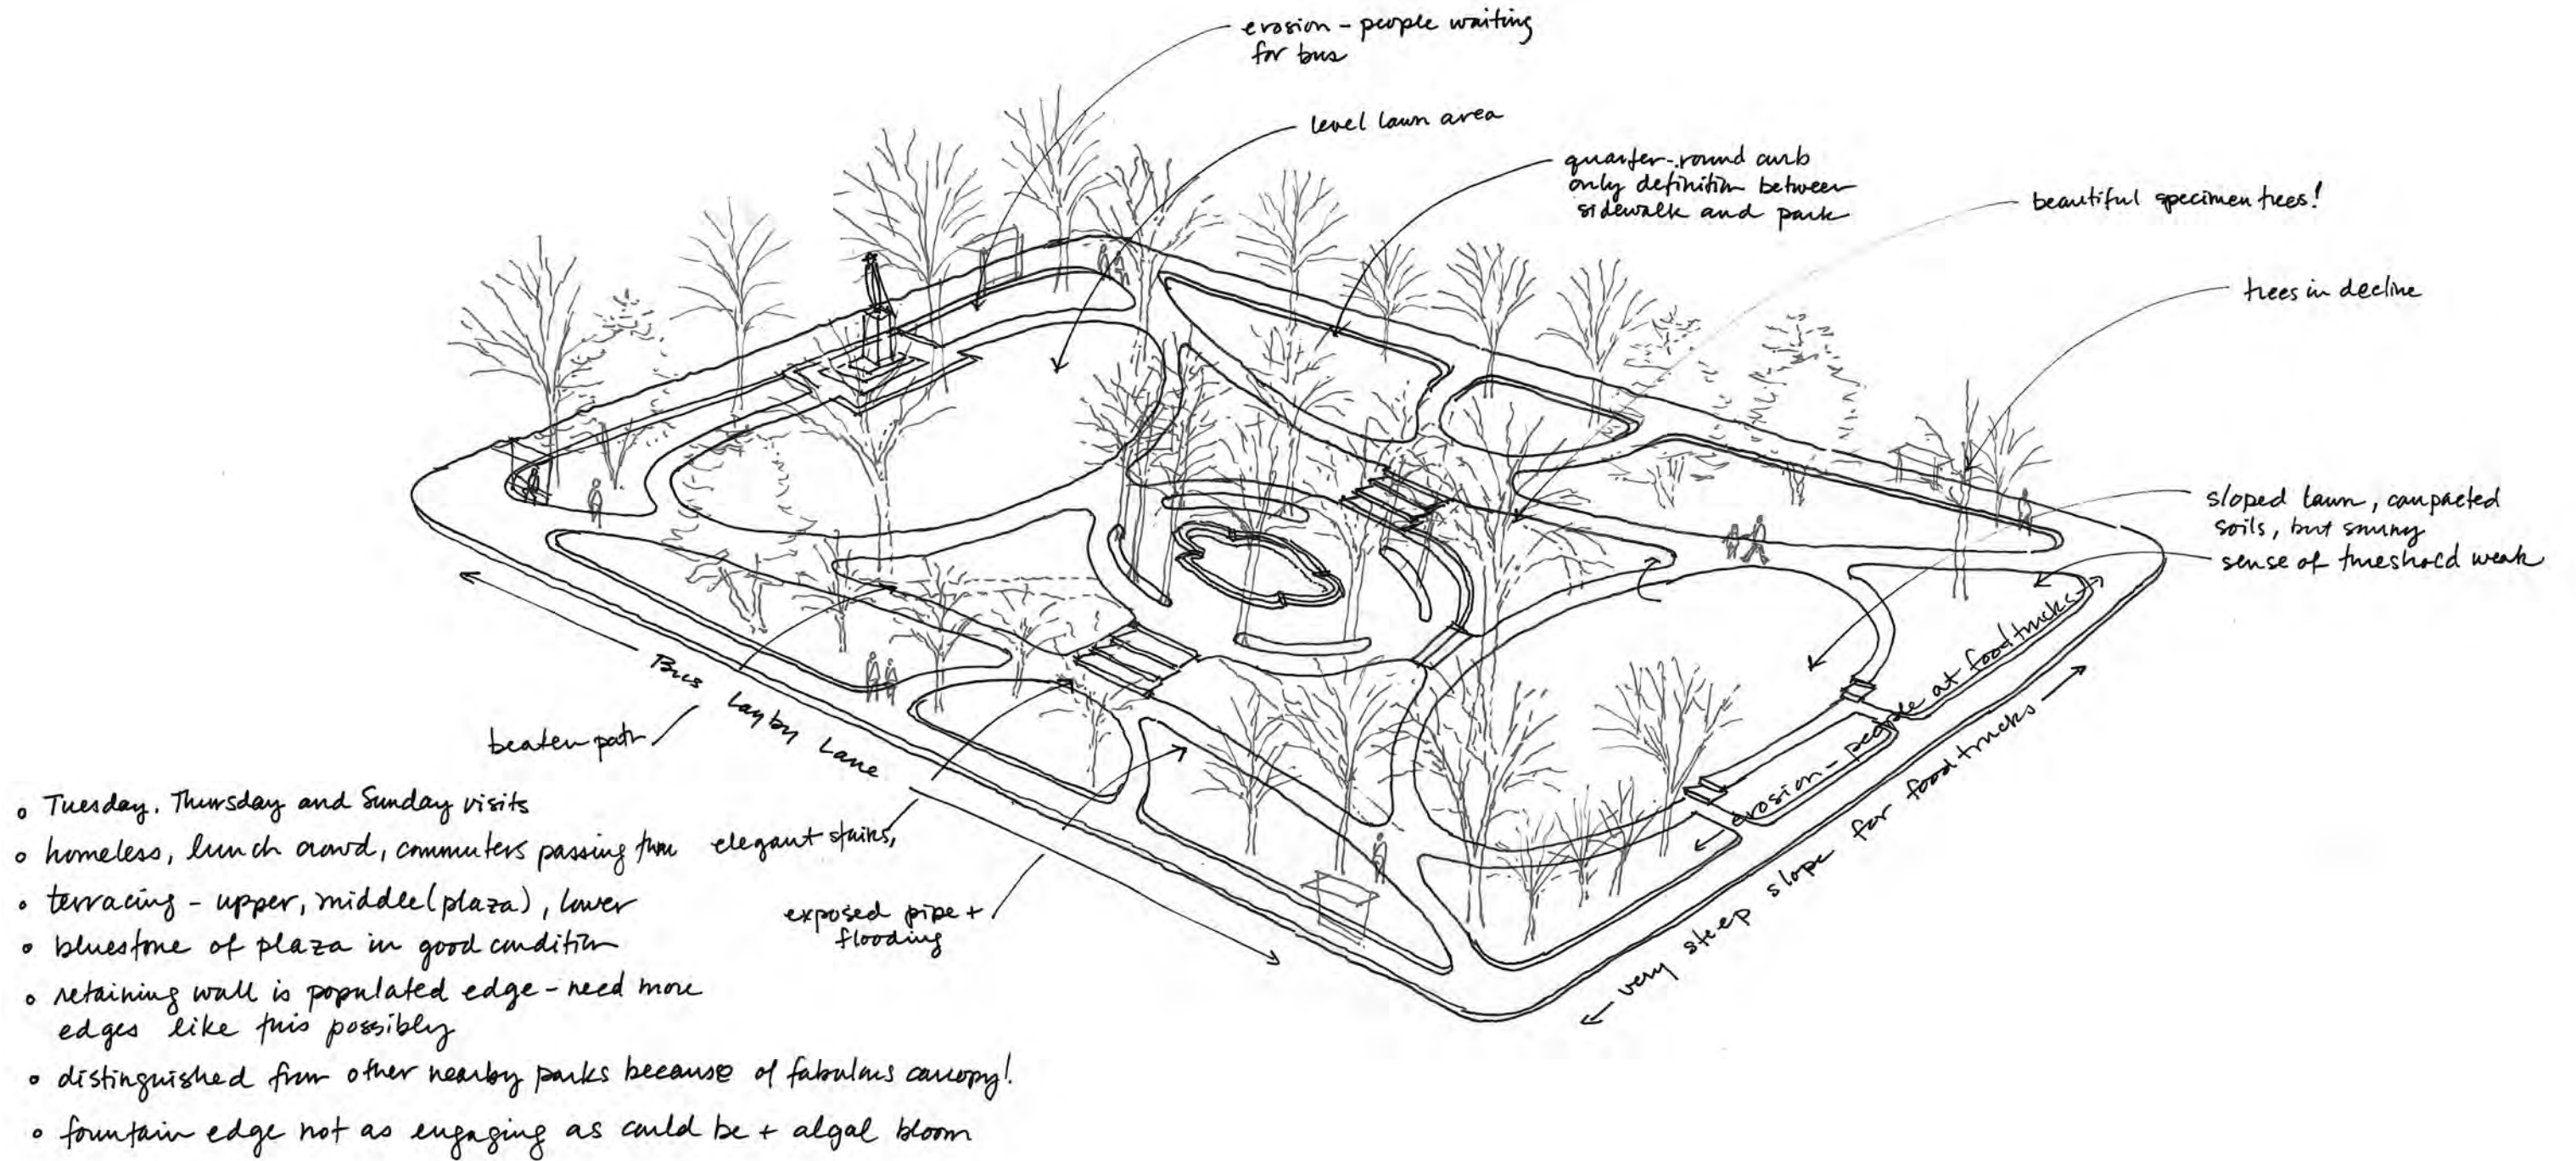 erosion - people waiting
for bus
level lawn area
quarter-round curb
only definition between
sidewalk and park
beautiful specimen trees!
trees in decline
sloped lawn, compacted
soils, but sunny
sense of threshold weak
erosion - people at food trucks
very steep slope for food trucks
Bus Layby Lane
beaten path
elegant stairs,
exposed pipe +
flooding
• Tuesday, Thursday and Sunday visits
• homeless, lunch crowd, commuters passing thru
• terracing - upper, middle (plaza), lower
• bluestone of plaza in good condition
• retaining wall is populated edge - need more
edges like this possibly
• distinguished from other nearby parks because of fabulous canopy!
• fountain edge not as engaging as could be + algal bloom